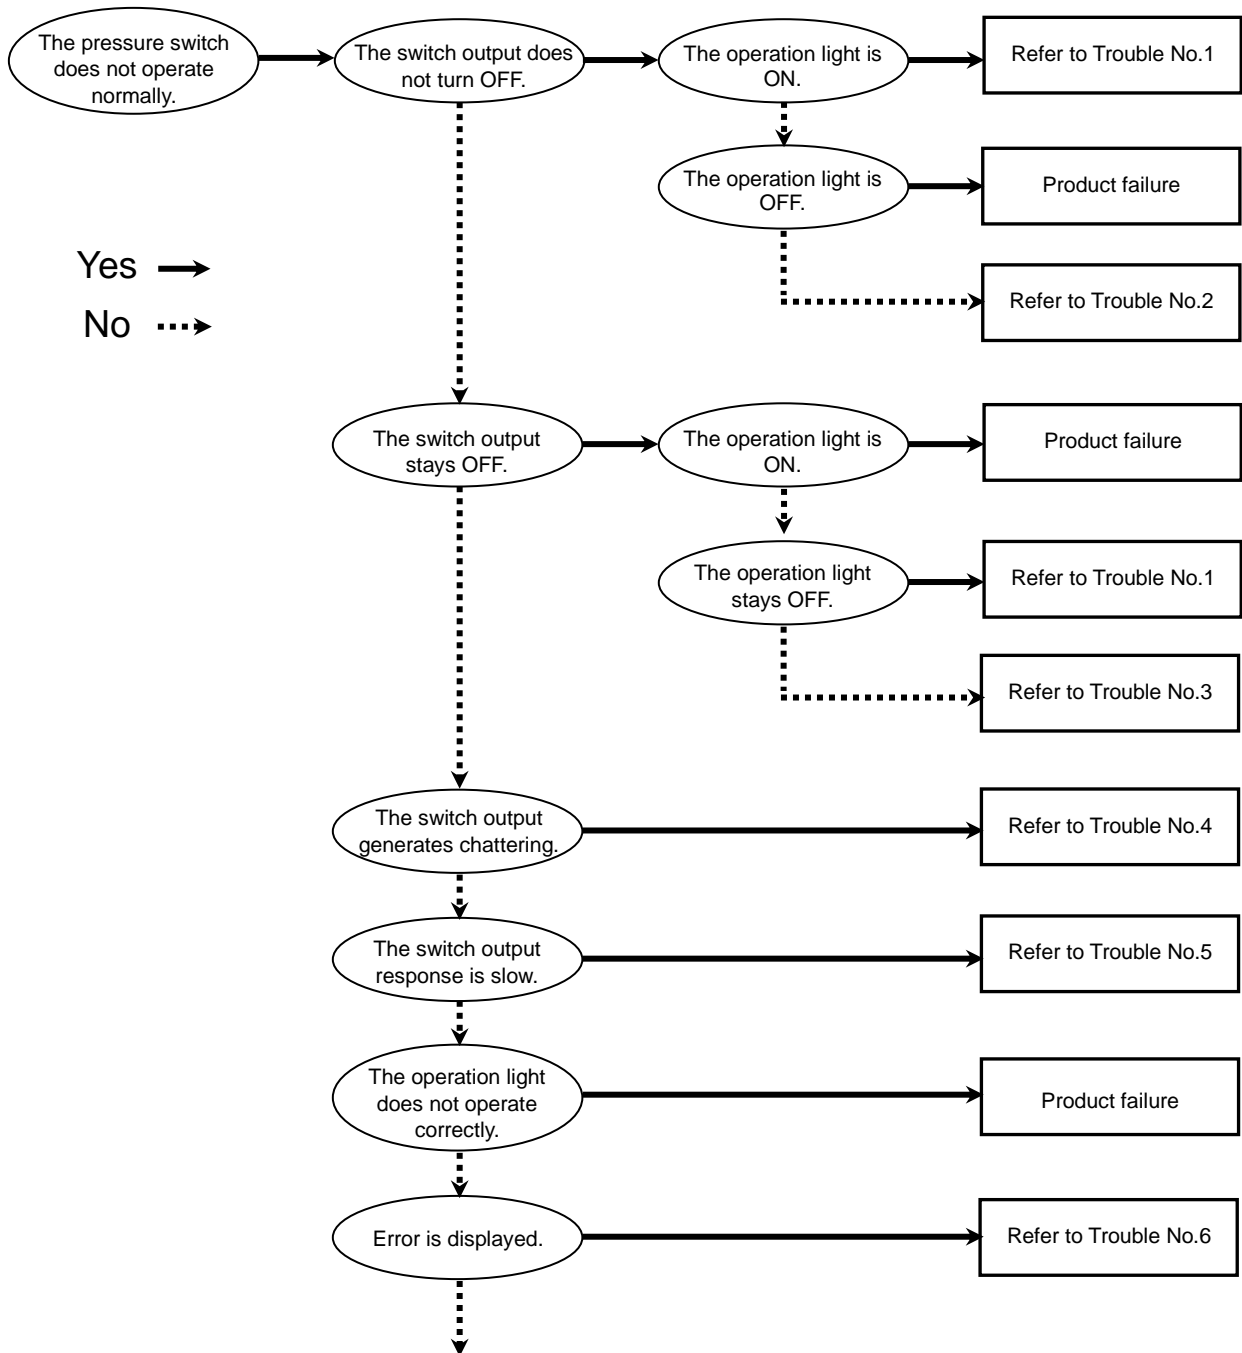 The pressure switch
does not operate
normally.
The switch output does
not turn OFF.
The operation light is
ON.
Refer to Trouble No.1
The operation light is
OFF.
Product failure
Yes
No
Refer to Trouble No.2
The switch output
stays OFF.
The operation light is
ON.
Product failure
The operation light
stays OFF.
Refer to Trouble No.1
Refer to Trouble No.3
The switch output
generates chattering.
Refer to Trouble No.4
The switch output
response is slow.
Refer to Trouble No.5
The operation light
does not operate
correctly.
Product failure
Error is displayed.
Refer to Trouble No.6